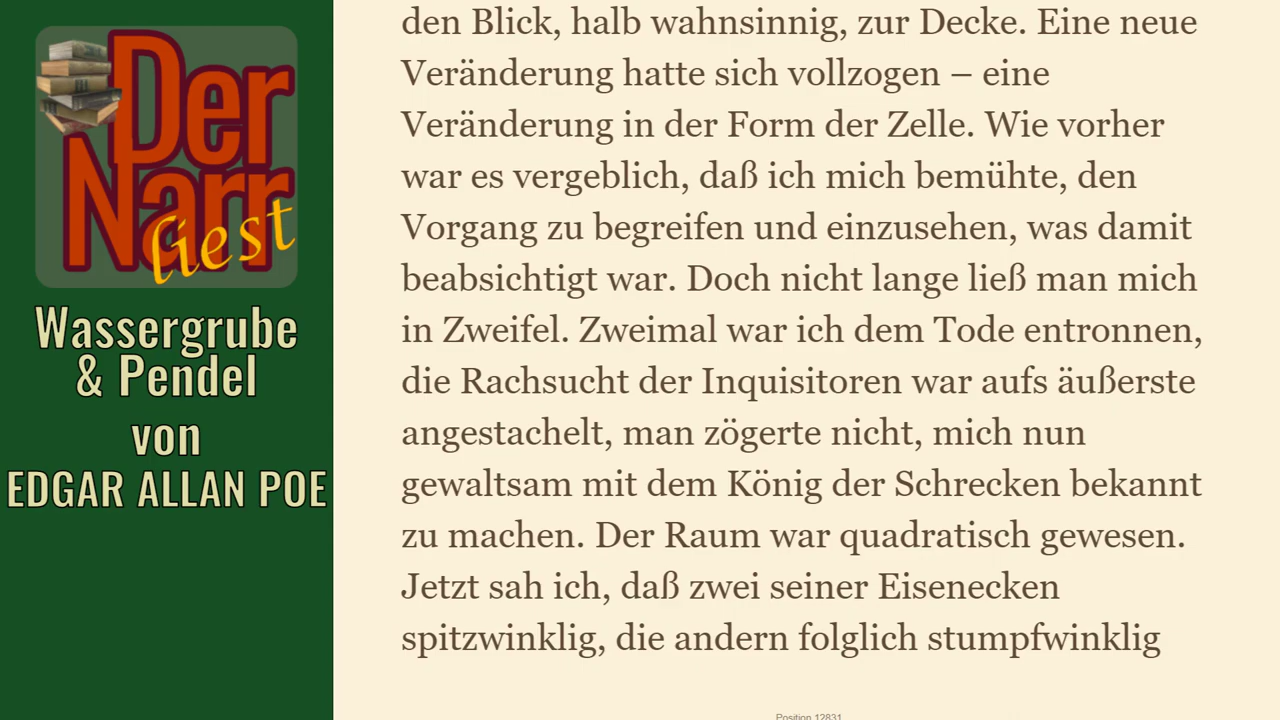 Der
Narr
liest
Wassergrube
& Pendel
von
EDGAR ALLAN POE
den Blick, halb wahnsinnig, zur Decke. Eine neue
Veränderung hatte sich vollzogen – eine
Veränderung in der Form der Zelle. Wie vorher
war es vergeblich, daß ich mich bemühte, den
Vorgang zu begreifen und einzusehen, was damit
beabsichtigt war. Doch nicht lange ließ man mich
in Zweifel. Zweimal war ich dem Tode entronnen,
die Rachsucht der Inquisitoren war aufs äußerste
angestachelt, man zögerte nicht, mich nun
gewaltsam mit dem König der Schrecken bekannt
zu machen. Der Raum war quadratisch gewesen.
Jetzt sah ich, daß zwei seiner Eisenecken
spitzwinklig, die andern folglich stumpfwinklig
Position 12831